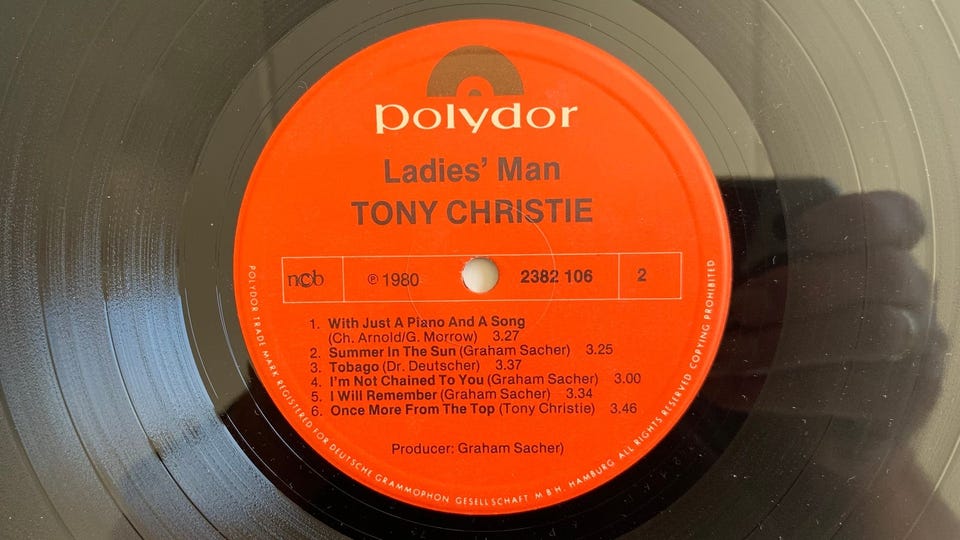 polydor
Ladies' Man
TONY CHRISTIE
ncb ℗ 1980 2382 106 2
1. With Just A Piano And A Song
(Ch. Arnold/G. Morrow) 3.27
2. Summer In The Sun (Graham Sacher) 3.25
3. Tobago (Dr. Deutscher) 3.37
4. I'm Not Chained To You (Graham Sacher) 3.00
5. I Will Remember (Graham Sacher) 3.34
6. Once More From The Top (Tony Christie) 3.46
Producer: Graham Sacher)
POLYDOR TRADE MARK REGISTERED FOR DEUTSCHE GRAMMOPHON GESELLSCHAFT M B H. HAMBURG ALL RIGHTS RESERVED COPYING PROHIBITED